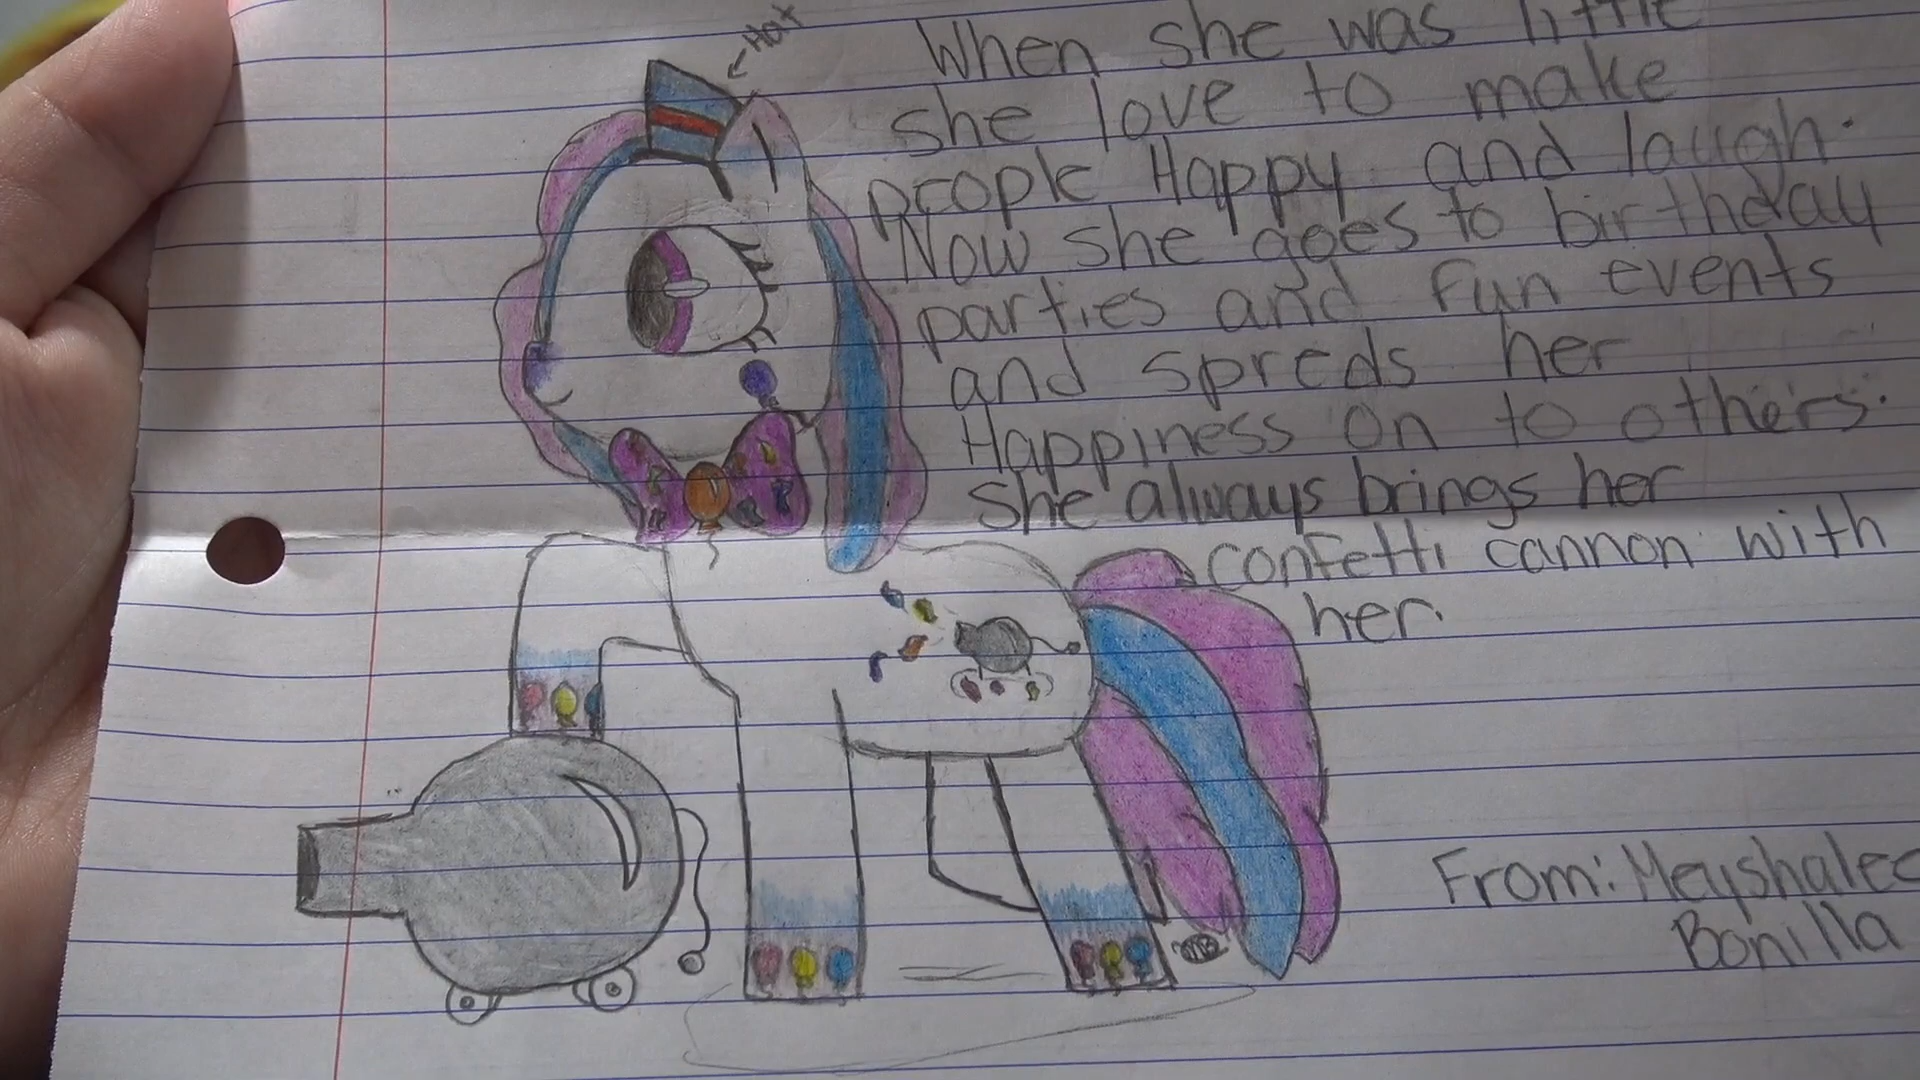 Hat
When she was little
she love to make
people Happy and laugh.
Now she goes to birthday
parties and fun events
and spreds her
Happiness on to others.
She always brings her
confetti cannon with
her.
From: Meyshalee
Bonilla
MB